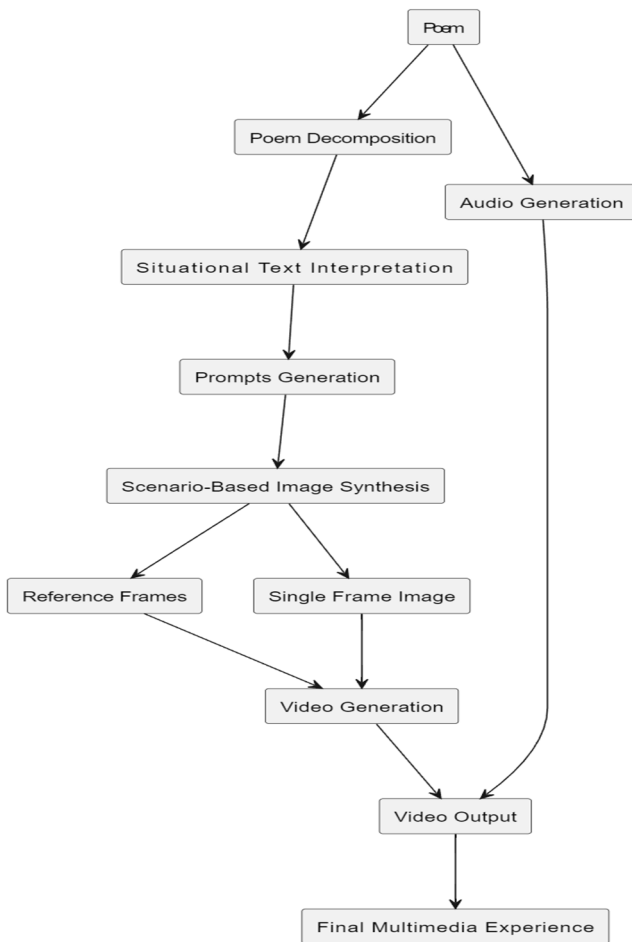 Poem
Poem Decomposition
Audio Generation
Situational Text Interpretation
Prompts Generation
Scenario-Based Image Synthesis
Reference Frames
Single Frame Image
Video Generation
Video Output
Final Multimedia Experience